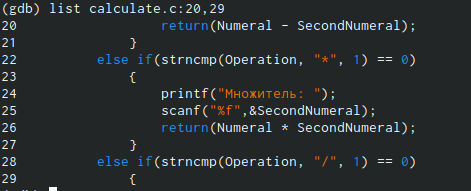 (gdb) list calculate.c:20,29
20 return(Numeral - SecondNumeral);
21 }
22 else if(strncmp(Operation, "*", 1) == 0)
23 {
24 printf("Множитель: ");
25 scanf("%f",&SecondNumeral);
26 return(Numeral * SecondNumeral);
27 }
28 else if(strncmp(Operation, "/", 1) == 0)
29 {